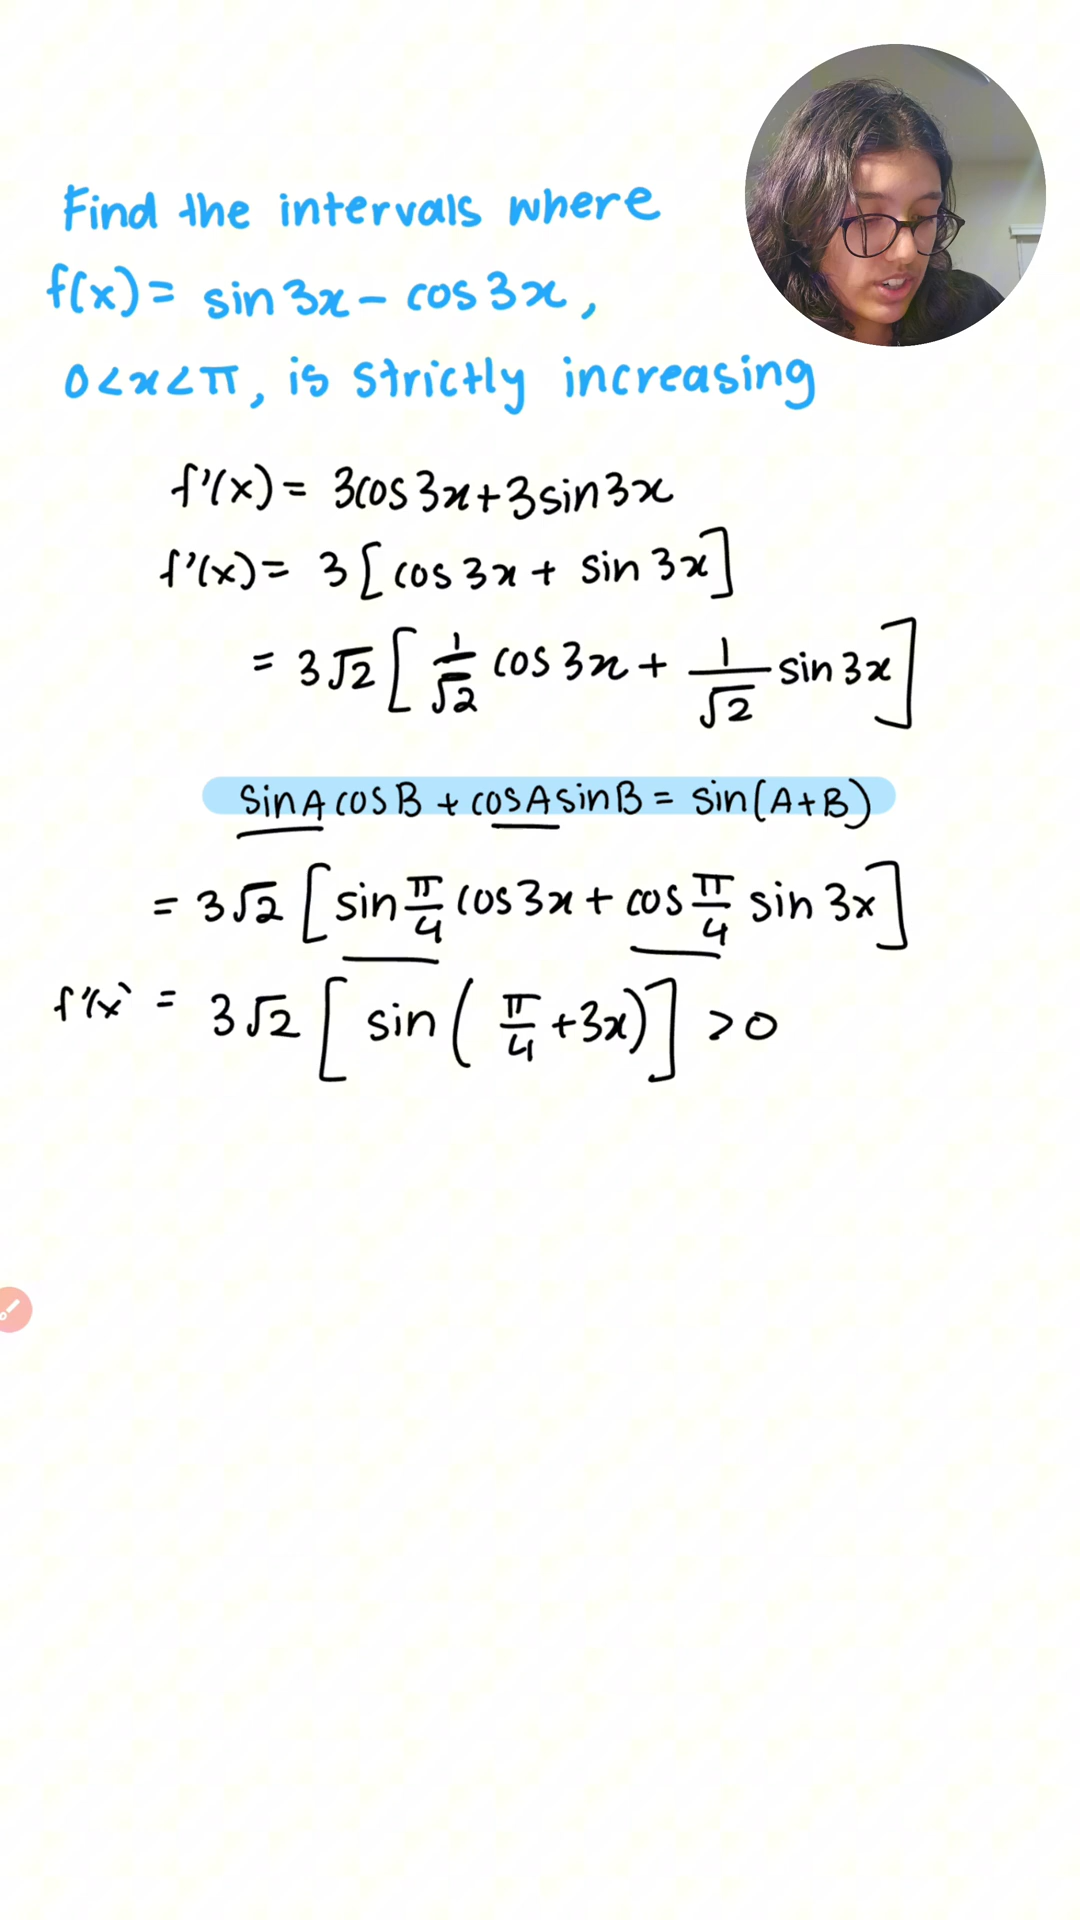 Find the intervals where
f(x) = sin 3x - cos 3x,
0 < x < π, is strictly increasing
f'(x) = 3cos 3x + 3 sin 3x
f'(x) = 3 [ cos 3x + sin 3x ]
= 3√2 [ 1/√2 cos 3x + 1/√2 sin 3x ]
sin A cos B + cos A sin B = sin(A+B)
= 3√2 [ sin π/4 cos 3x + cos π/4 sin 3x ]
f'(x) = 3√2 [ sin ( π/4 + 3x) ] > 0